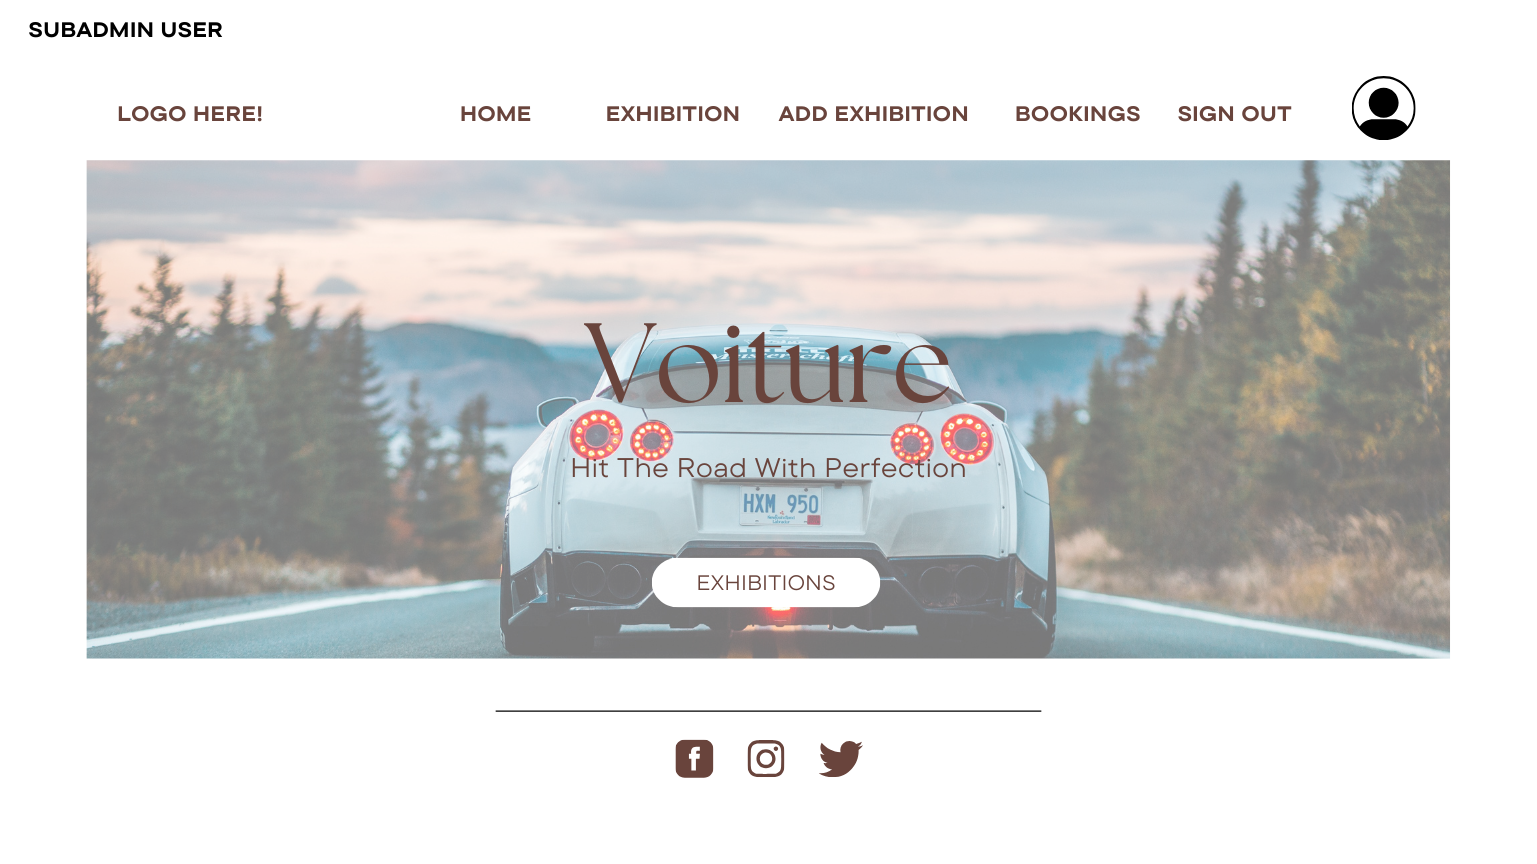 SUBADMIN USER
LOGO HERE!
HOME
EXHIBITION
ADD EXHIBITION
BOOKINGS
SIGN OUT
Voiture
Hit The Road With Perfection
HXM 950
EXHIBITIONS